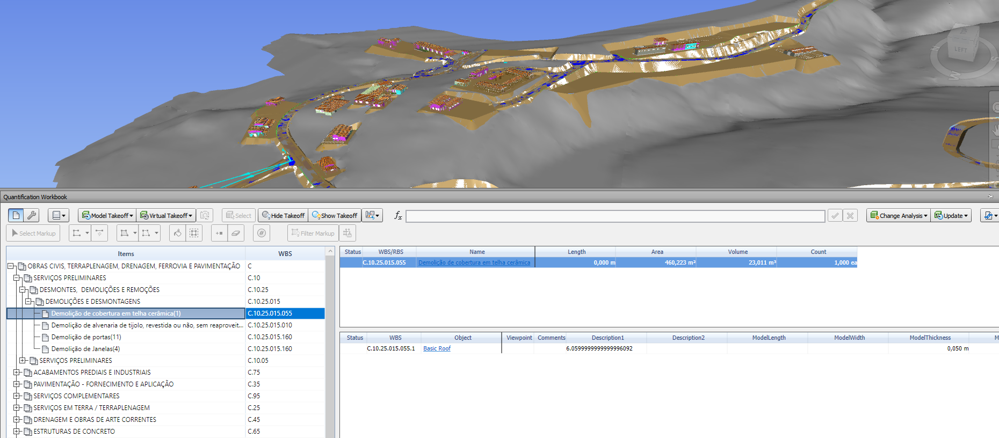 LEFT
N
S
W
Quantification Workbook
Model Takeoff
Virtual Takeoff
Select
Hide Takeoff
Show Takeoff
fx
Change Analysis
Update
Select Markup
Filter Markup
Items WBS
OBRAS CIVIS, TERRAPLENAGEM, DRENAGEM, FERROVIA E PAVIMENTAÇÃO C
SERVIÇOS PRELIMINARES C.10
DESMONTES, DEMOLIÇÕES E REMOÇÕES C.10.25
DEMOLIÇÕES E DESMONTAGENS C.10.25.015
Demolição de cobertura em telha cerâmica(1) C.10.25.015.055
Demolição de alvenaria de tijolo, revestida ou não, sem reaproveit... C.10.25.015.010
Demolição de portas(11) C.10.25.015.160
Demolição de Janelas(4) C.10.25.015.160
SERVIÇOS PRELIMINARES C.10.05
ACABAMENTOS PREDIAIS E INDUSTRIAIS C.75
PAVIMENTAÇÃO - FORNECIMENTO E APLICAÇÃO C.35
SERVIÇOS COMPLEMENTARES C.95
SERVIÇOS EM TERRA / TERRAPLENAGEM C.25
DRENAGEM E OBRAS DE ARTE CORRENTES C.45
ESTRUTURAS DE CONCRETO C.65
Status WBS/RBS Name Length Area Volume Count
C.10.25.015.055 Demolição de cobertura em telha cerâmica 0,000 m 460,223 m² 23,011 m³ 1,000 ea
Status WBS Object Viewpoint Comments Description1 Description2 ModelLength ModelWidth ModelThickness M
C.10.25.015.055.1 Basic Roof 6.0599999999999996092 0,050 m